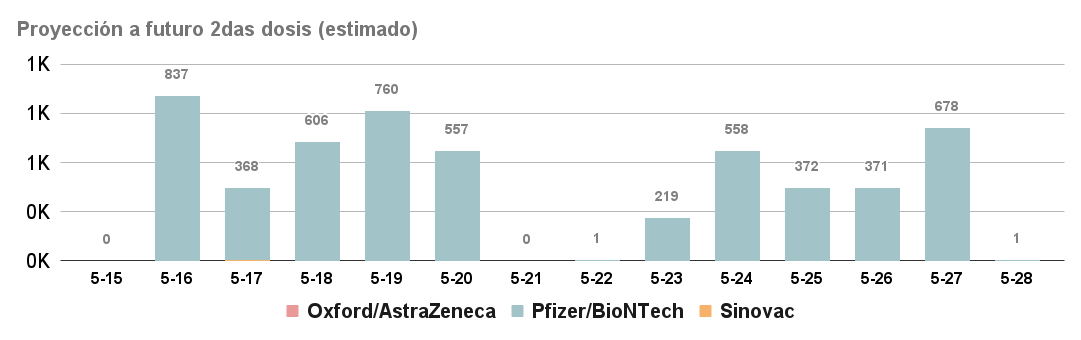 Proyección a futuro 2das dosis (estimado)
1K
1K
1K
0K
0K
0
837
368
606
760
557
0
1
219
558
372
371
678
1
5-15 5-16 5-17 5-18 5-19 5-20 5-21 5-22 5-23 5-24 5-25 5-26 5-27 5-28
Oxford/AstraZeneca Pfizer/BioNTech Sinovac